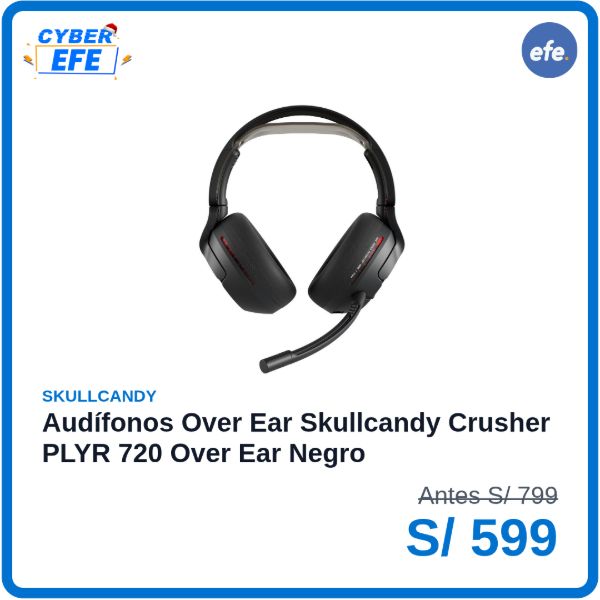 CYBER
EFE
efe.
SKULLCANDY
Audífonos Over Ear Skullcandy Crusher
PLYR 720 Over Ear Negro
Antes S/ 799
S/ 599